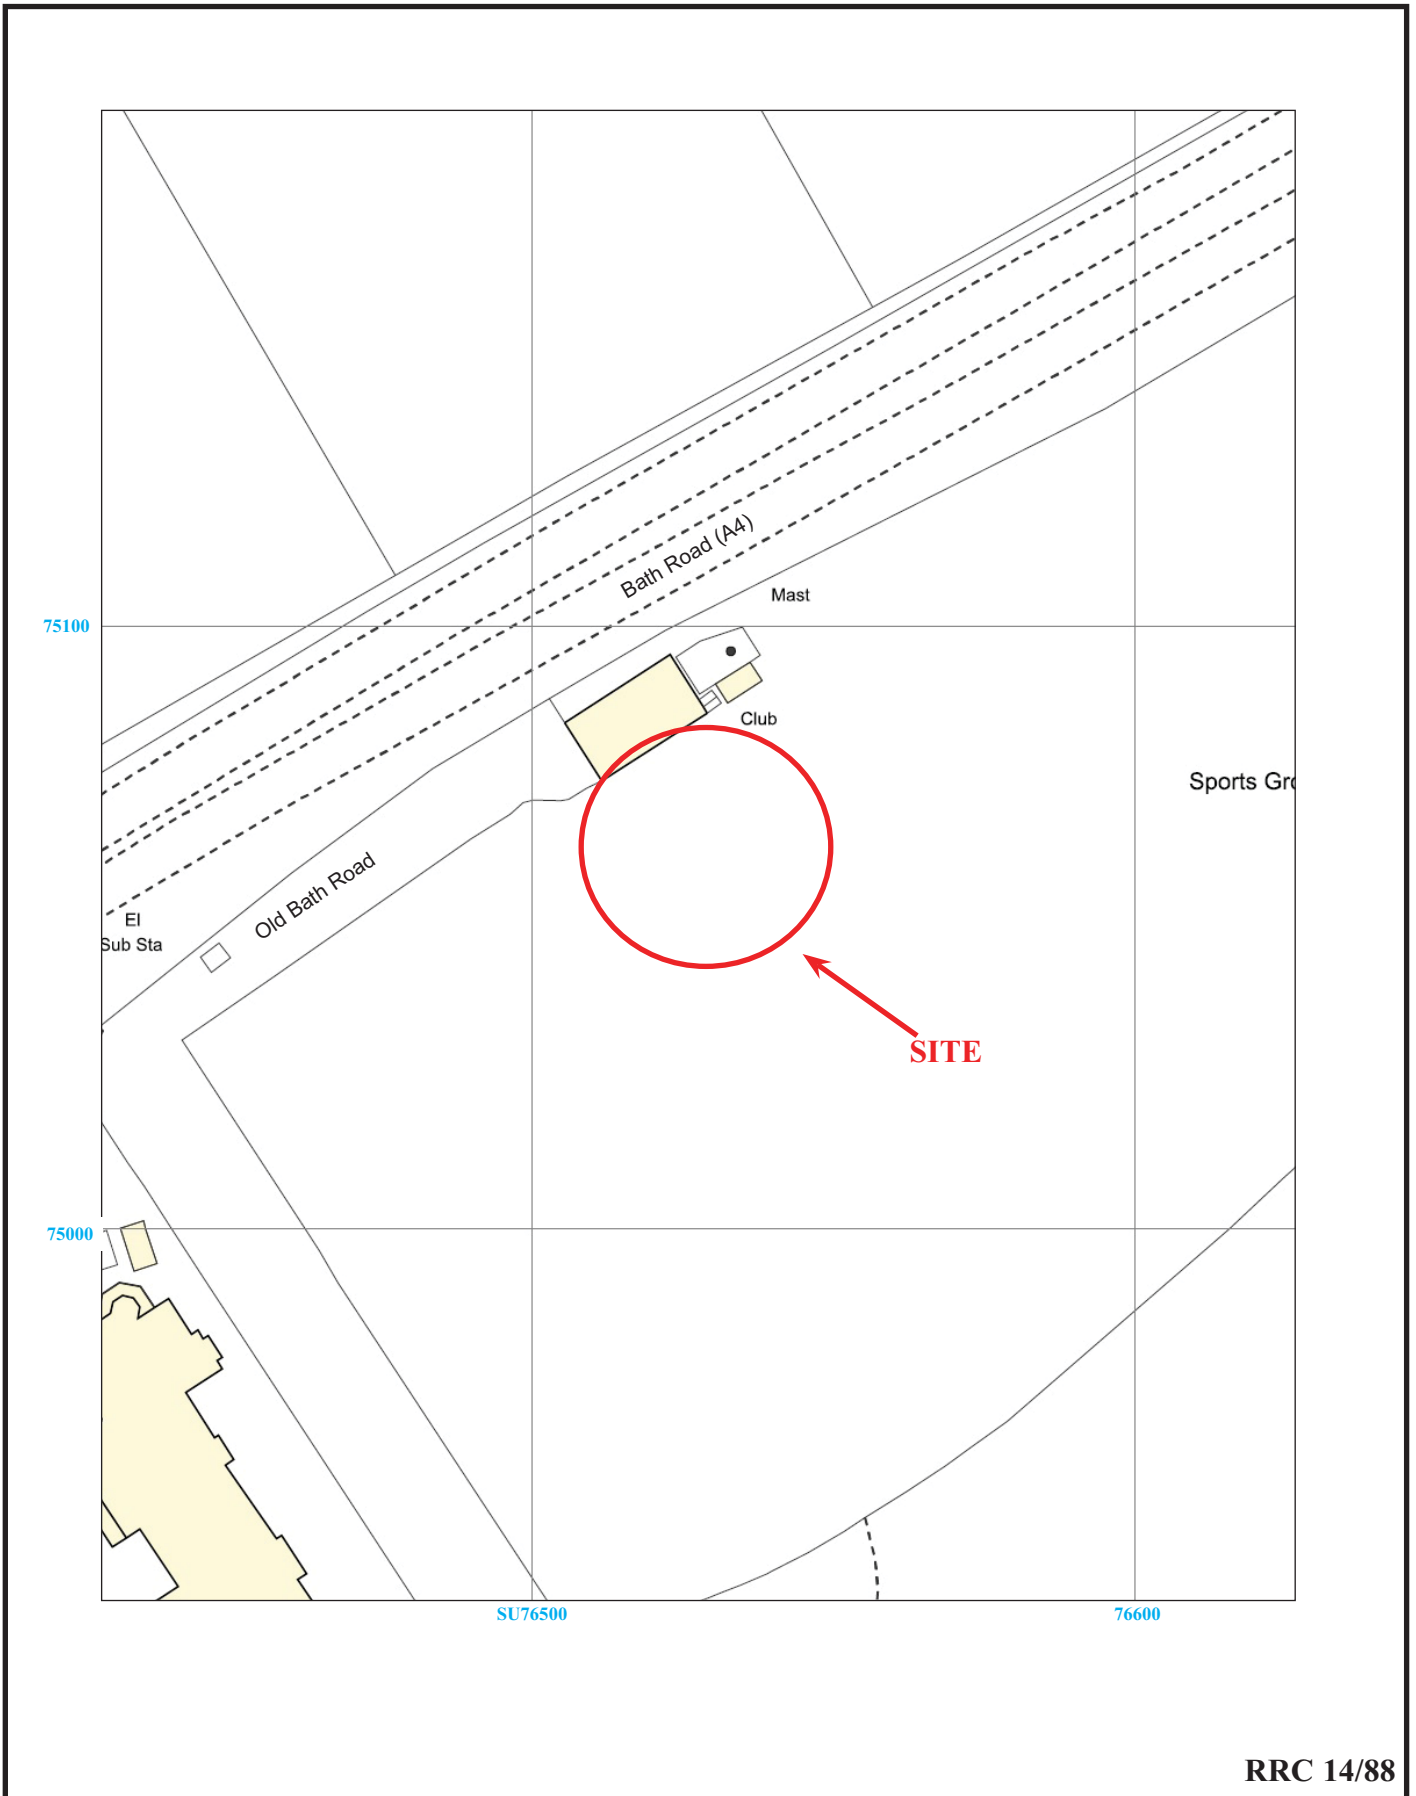 Bath Road (A4)
Mast
75100
Club
Sports Gro
Old Bath Road
El
Sub Sta
SITE
75000
SU76500
76600
RRC 14/88